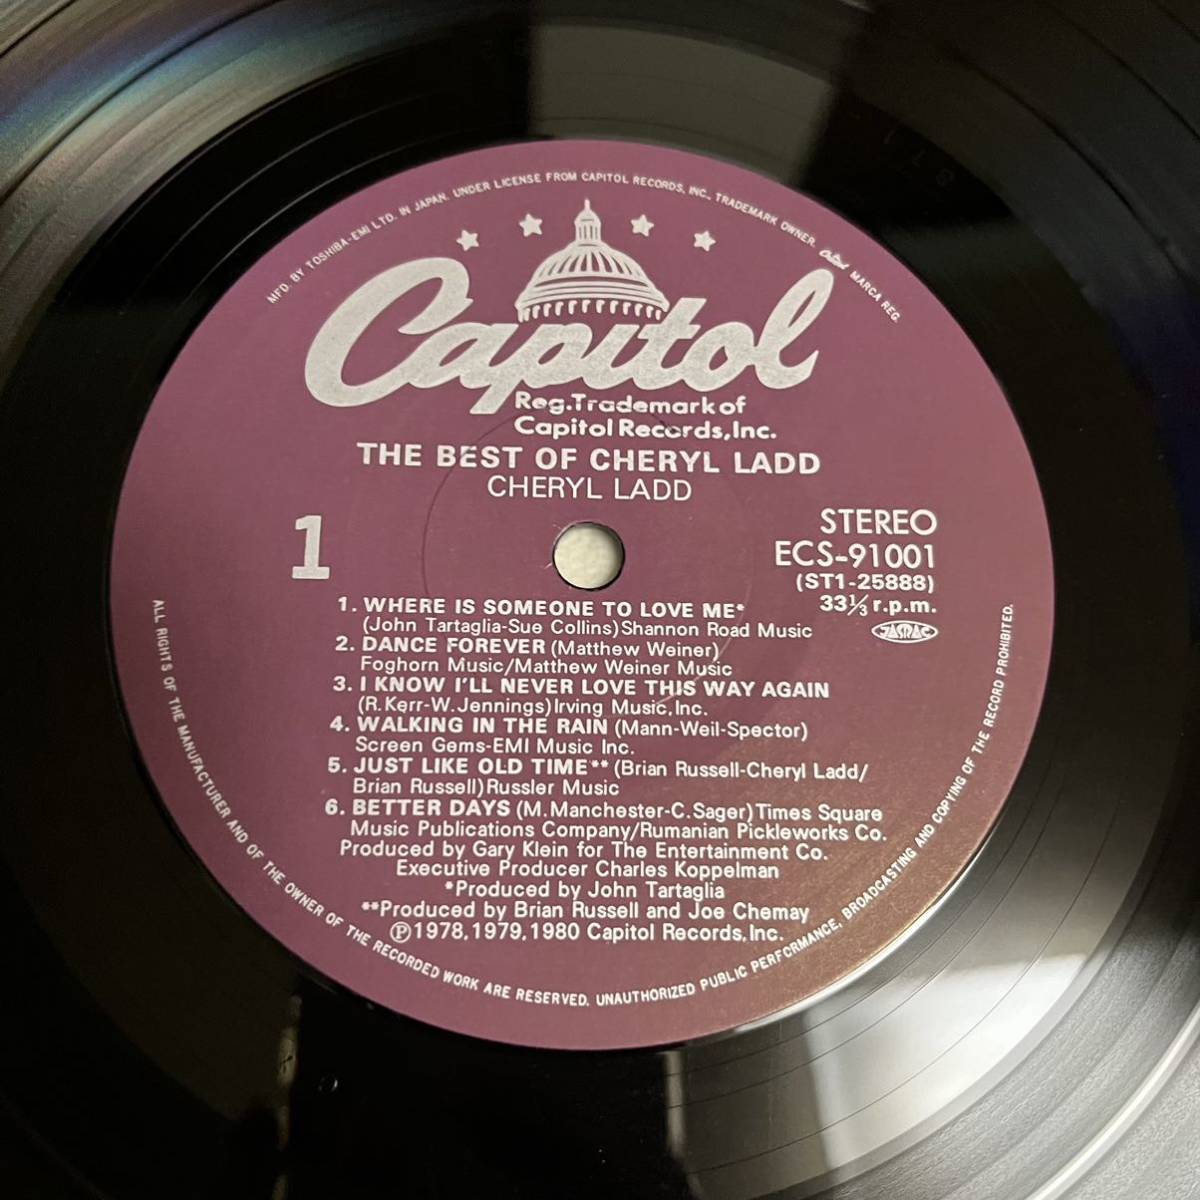 MFD. BY TOSHIBA-EMI LTD. IN JAPAN. UNDER LICENSE FROM CAPITOL RECORDS, INC., TRADEMARK OWNER. Capitol MARCA REG.
Capitol
Reg.Trademark of
Capitol Records,Inc.
THE BEST OF CHERYL LADD
CHERYL LADD
1
STEREO
ECS-91001
(ST1-25888)
33⅓ r.p.m.
JASRAC
1. WHERE IS SOMEONE TO LOVE ME*
(John Tartaglia-Sue Collins)Shannon Road Music
2. DANCE FOREVER (Matthew Weiner)
Foghorn Music/Matthew Weiner Music
3. I KNOW I'LL NEVER LOVE THIS WAY AGAIN
(R.Kerr-W.Jennings)Irving Music,Inc.
4. WALKING IN THE RAIN (Mann-Weil-Spector)
Screen Gems-EMI Music Inc.
5. JUST LIKE OLD TIME** (Brian Russell-Cheryl Ladd/
Brian Russell)Russler Music
6. BETTER DAYS (M.Manchester-C.Sager)Times Square
Music Publications Company/Rumanian Pickleworks Co.
Produced by Gary Klein for The Entertainment Co.
Executive Producer Charles Koppelman
*Produced by John Tartaglia
**Produced by Brian Russell and Joe Chemay
Ⓟ1978,1979,1980 Capitol Records,Inc.
ALL RIGHTS OF THE MANUFACTURER AND OF THE OWNER OF THE RECORDED WORK ARE RESERVED. UNAUTHORIZED PUBLIC PERFORMANCE, BROADCASTING AND COPYING OF THE RECORD PROHIBITED.